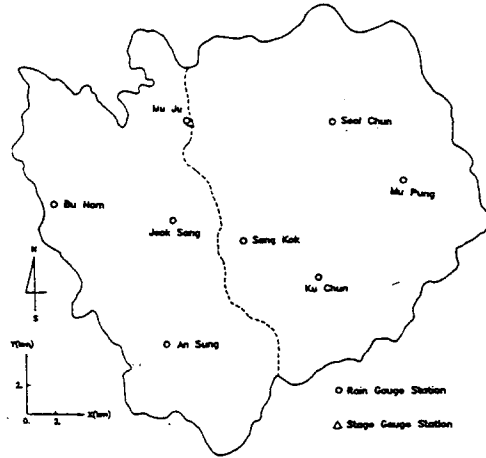 Mu Ju
Seol Chun
Mu Pung
Bu Nam
Jeok Sang
Sang Kok
Ku Chun
N
S
An Sung
Y(km)
2
0
2
X(km)
Rain Gauge Station
Stage Gauge Station